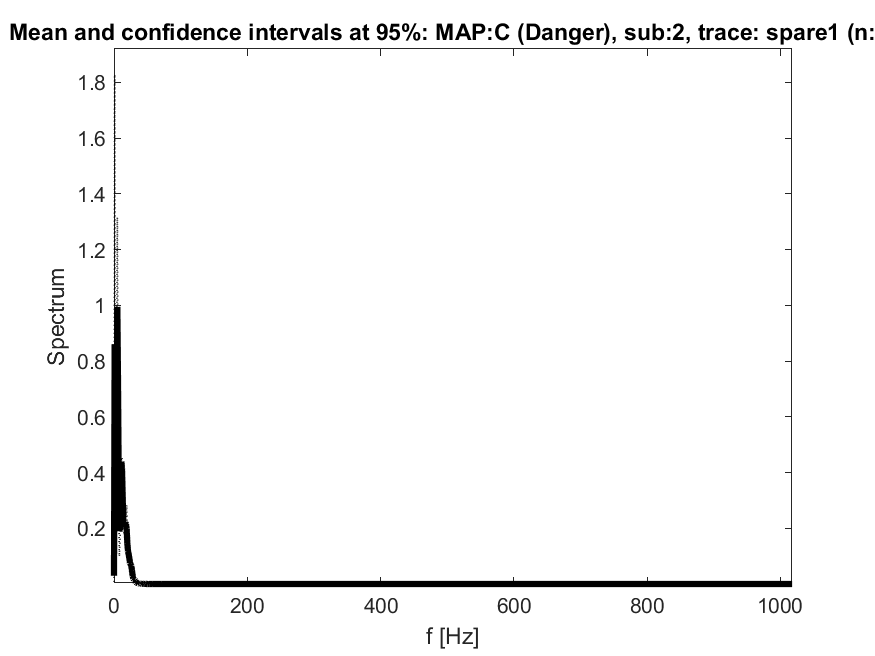 Mean and confidence intervals at 95%: MAP:C (Danger), sub:2, trace: spare1 (n:
1.8
1.6
1.4
1.2
1
0.8
0.6
0.4
0.2
Spectrum
0 200 400 600 800 1000
f [Hz]